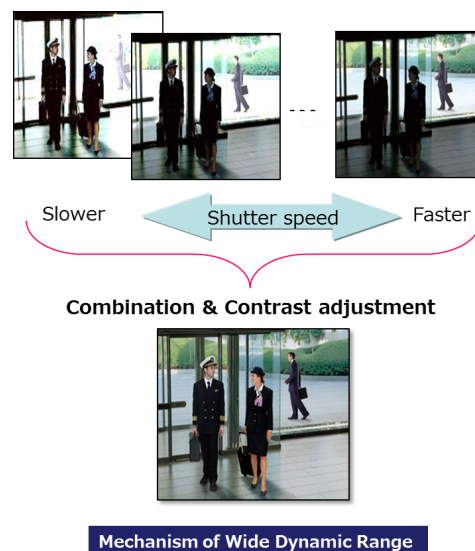 Slower
Shutter speed
Faster
Combination & Contrast adjustment
Mechanism of Wide Dynamic Range